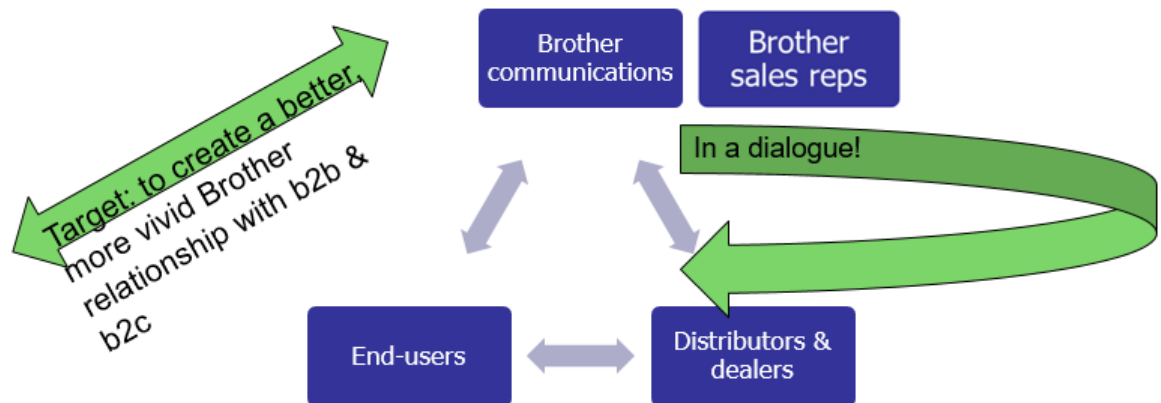 Brother
communications
Brother
sales reps
Target: to create a better,
more vivid Brother
relationship with b2b &
b2c
In a dialogue!
End-users
Distributors &
dealers